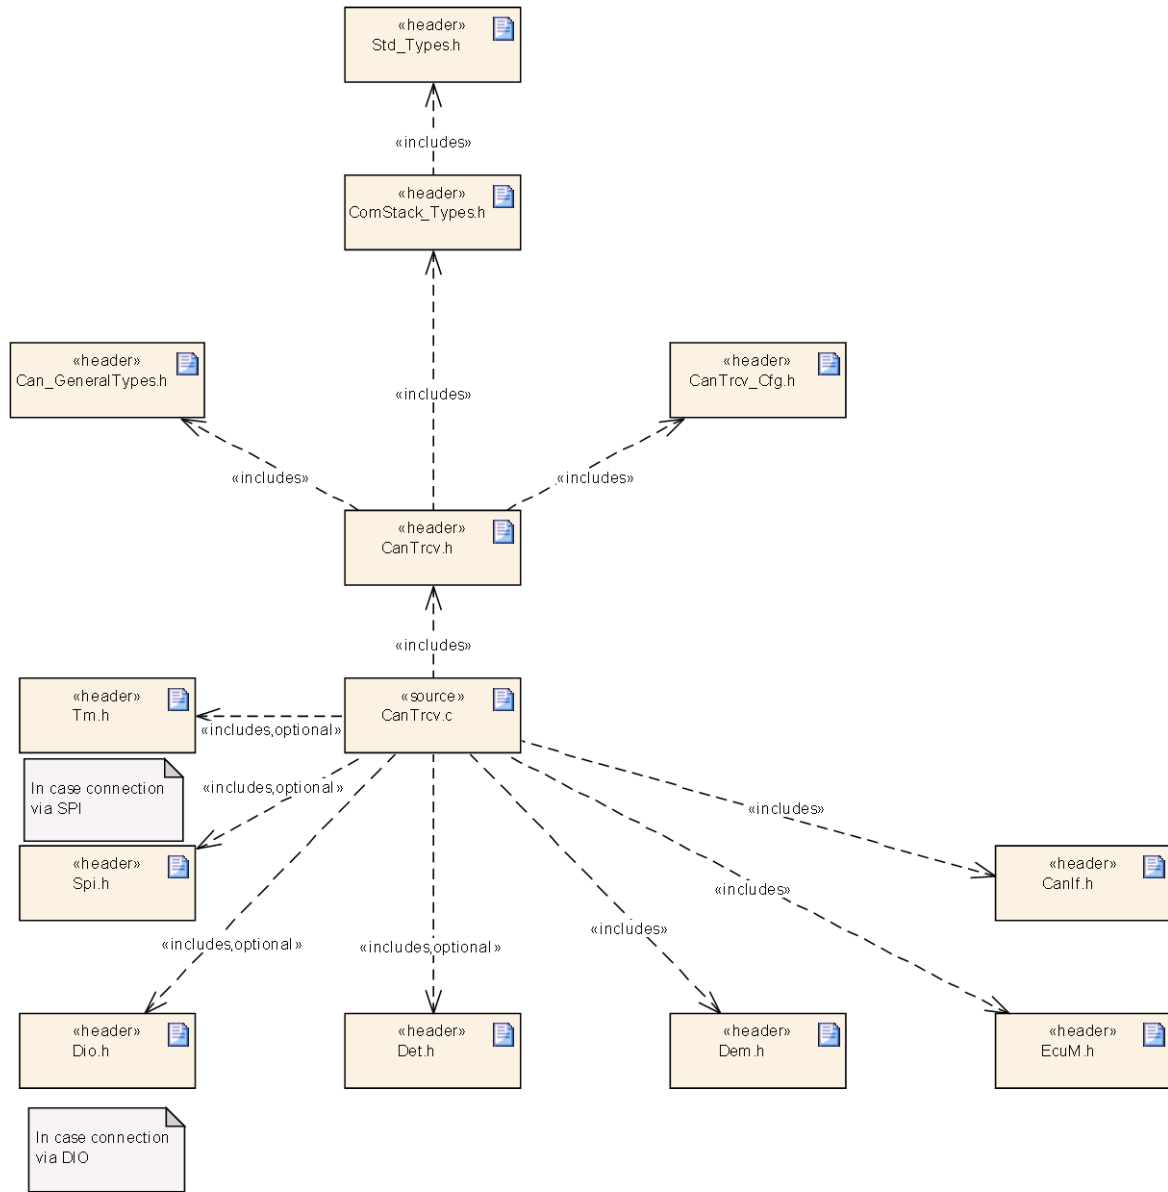 «header»
Std_Types.h
«includes»
«header»
ComStack_Types.h
«includes»
«header»
Can_GeneralTypes.h
«header»
CanTrcv_Cfg.h
«includes»
«includes»
«header»
CanTrcv.h
«includes»
«header»
Tm.h
«source»
CanTrcv.c
«includes,optional»
In case connection
via SPI
«includes,optional»
«includes»
«header»
Spi.h
«header»
CanIf.h
«includes»
«includes,optional»
«includes,optional»
«includes»
«header»
Dio.h
«header»
Det.h
«header»
Dem.h
«header»
EcuM.h
In case connection
via DIO